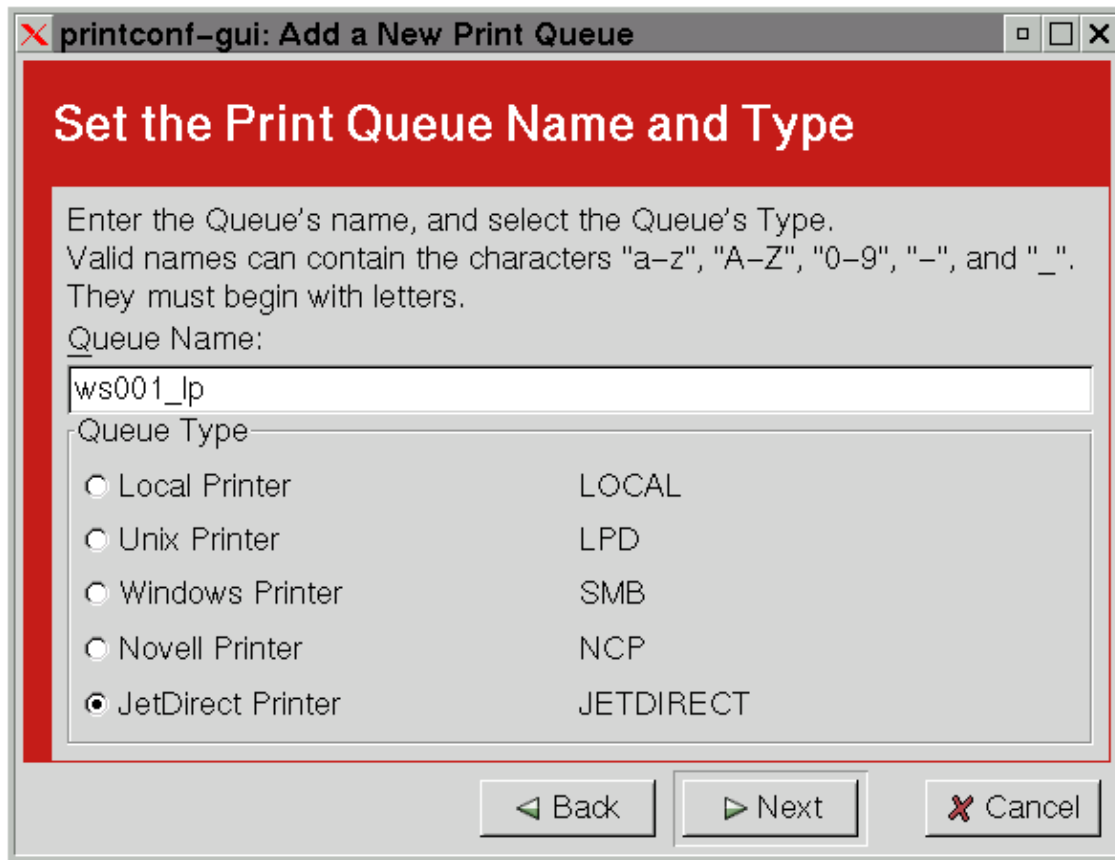 printconf-gui: Add a New Print Queue
Set the Print Queue Name and Type
Enter the Queue's name, and select the Queue's Type.
Valid names can contain the characters "a-z", "A-Z", "0-9", "-", and "_".
They must begin with letters.
Queue Name:
ws001_lp
Queue Type
Local Printer LOCAL
Unix Printer LPD
Windows Printer SMB
Novell Printer NCP
JetDirect Printer JETDIRECT
Back Next Cancel